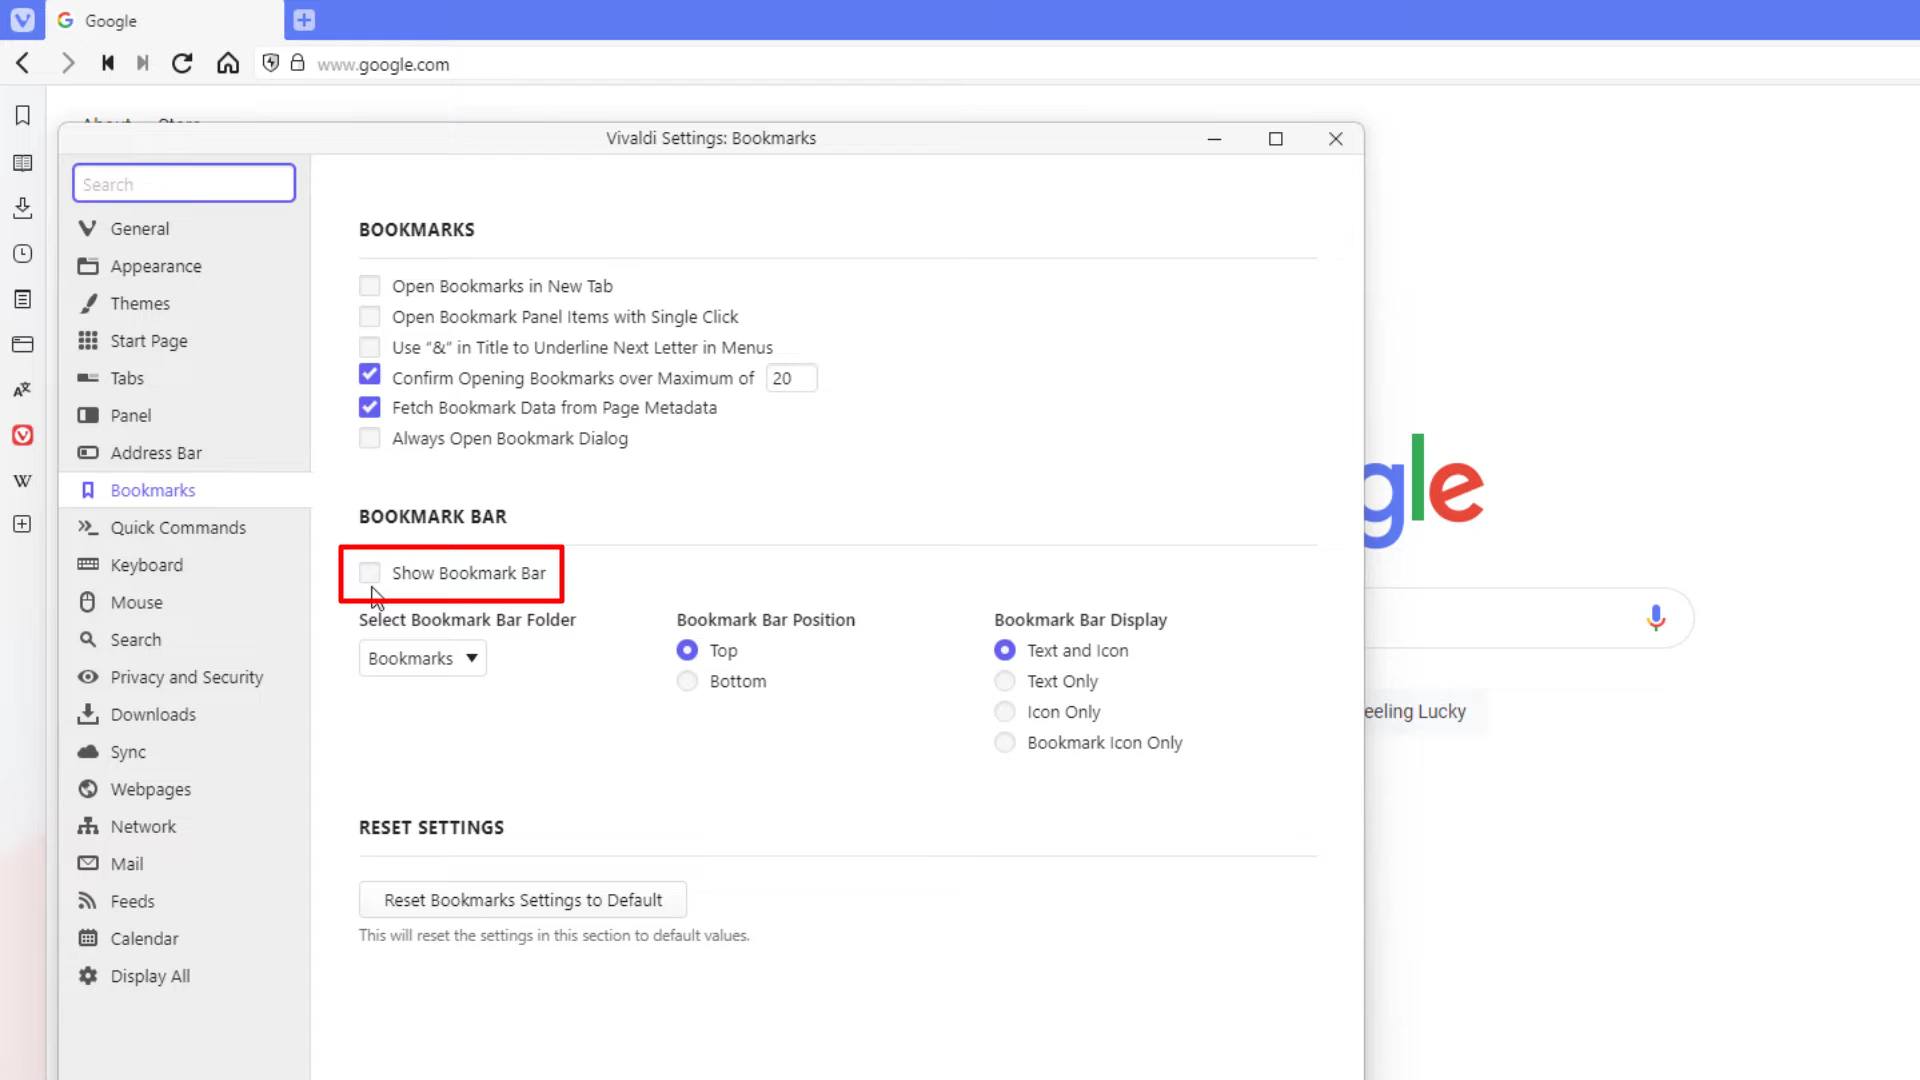 Google
www.google.com
About Store
Vivaldi Settings: Bookmarks
Search
General
Appearance
Themes
Start Page
Tabs
Panel
Address Bar
Bookmarks
Quick Commands
Keyboard
Mouse
Search
Privacy and Security
Downloads
Sync
Webpages
Network
Mail
Feeds
Calendar
Display All
BOOKMARKS
Open Bookmarks in New Tab
Open Bookmark Panel Items with Single Click
Use “&” in Title to Underline Next Letter in Menus
Confirm Opening Bookmarks over Maximum of 20
Fetch Bookmark Data from Page Metadata
Always Open Bookmark Dialog
BOOKMARK BAR
Show Bookmark Bar
Select Bookmark Bar Folder
Bookmarks
Bookmark Bar Position
Top
Bottom
Bookmark Bar Display
Text and Icon
Text Only
Icon Only
Bookmark Icon Only
RESET SETTINGS
Reset Bookmarks Settings to Default
This will reset the settings in this section to default values.
gle
eeling Lucky